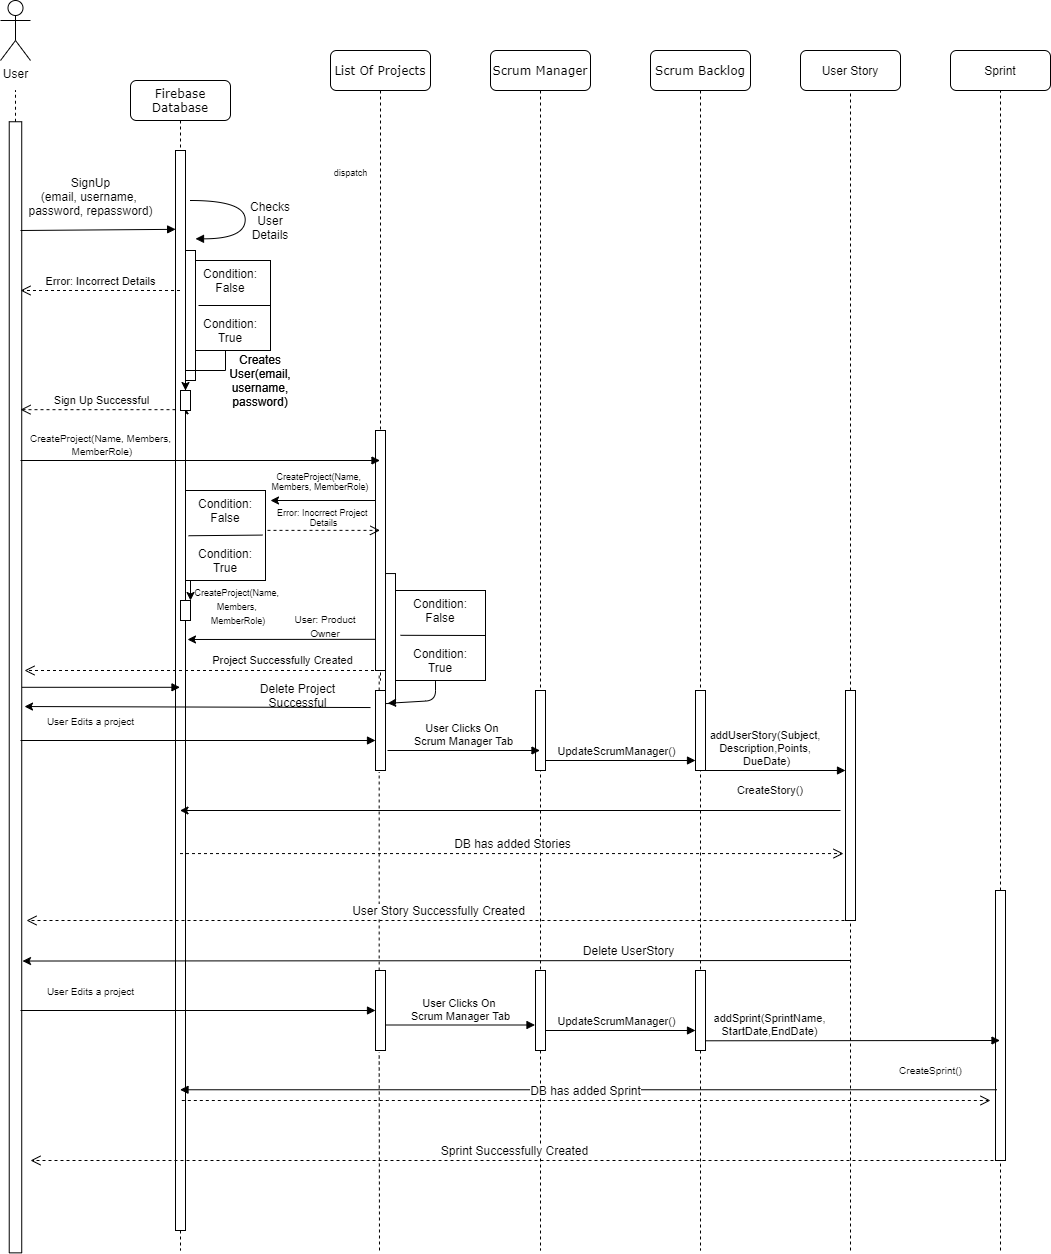 User
Firebase
Database
List Of Projects
Scrum Manager
Scrum Backlog
User Story
Sprint
dispatch
SignUp
(email, username,
password, repassword)
Checks
User
Details
Error: Incorrect Details
Condition:
False
Condition:
True
Creates
User(email,
username,
password)
Sign Up Successful
CreateProject(Name, Members,
MemberRole)
CreateProject(Name,
Members, MemberRole)
Error: Inocrrect Project
Details
Condition:
False
Condition:
True
CreateProject(Name,
Members,
MemberRole)
User: Product
Owner
Condition:
False
Condition:
True
Project Successfully Created
Delete Project
Successful
User Edits a project
User Clicks On
Scrum Manager Tab
UpdateScrumManager()
addUserStory(Subject,
Description,Points,
DueDate)
CreateStory()
DB has added Stories
User Story Successfully Created
Delete UserStory
User Edits a project
User Clicks On
Scrum Manager Tab
UpdateScrumManager()
addSprint(SprintName,
StartDate,EndDate)
CreateSprint()
DB has added Sprint
Sprint Successfully Created